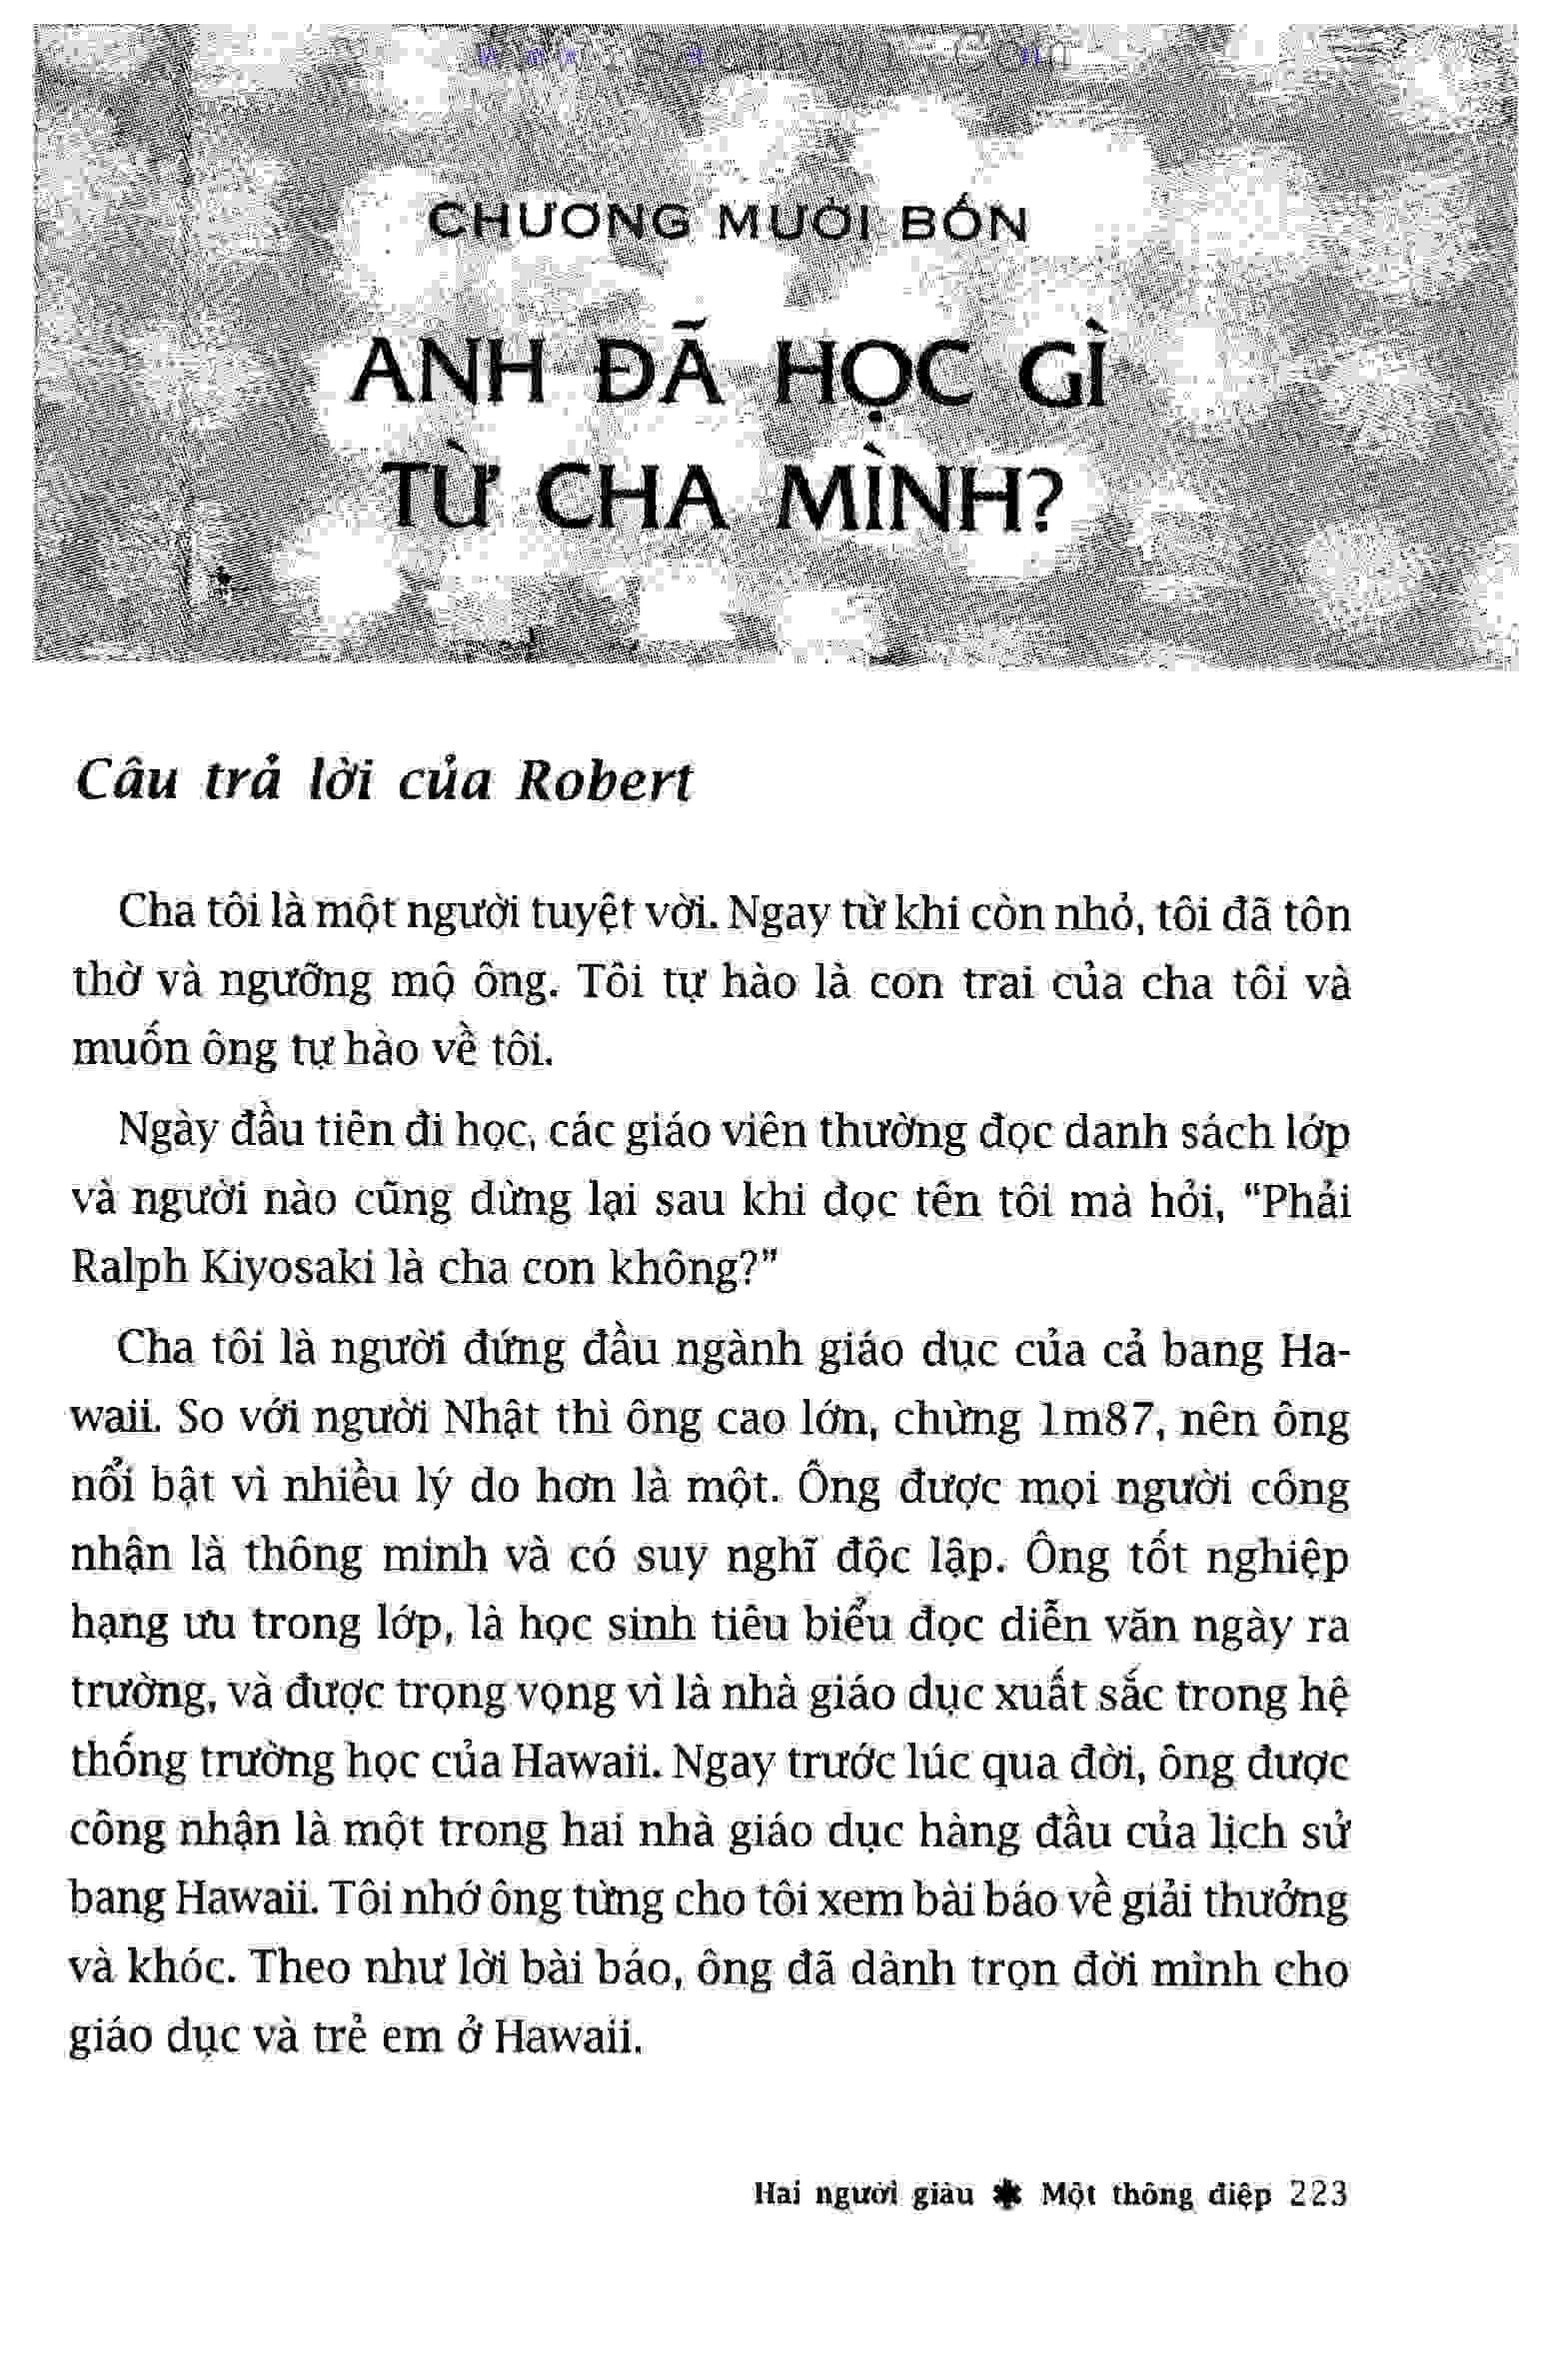 CHƯƠNG MƯỜI BỐN
ANH ĐÃ HỌC GÌ
TỪ CHA MÌNH?
Câu trả lời của Robert
Cha tôi là một người tuyệt vời. Ngay từ khi còn nhỏ, tôi đã tôn
thờ và ngưỡng mộ ông. Tôi tự hào là con trai của cha tôi và
muốn ông tự hào về tôi.
Ngày đầu tiên đi học, các giáo viên thường đọc danh sách lớp
và người nào cũng dừng lại sau khi đọc tên tôi mà hỏi, “Phải
Ralph Kiyosaki là cha con không?”
Cha tôi là người đứng đầu ngành giáo dục của cả bang Ha-
waii. So với người Nhật thì ông cao lớn, chừng 1m87, nên ông
nổi bật vì nhiều lý do hơn là một. Ông được mọi người công
nhận là thông minh và có suy nghĩ độc lập. Ông tốt nghiệp
hạng ưu trong lớp, là học sinh tiêu biểu đọc diễn văn ngày ra
trường, và được trọng vọng vì là nhà giáo dục xuất sắc trong hệ
thống trường học của Hawaii. Ngay trước lúc qua đời, ông được
công nhận là một trong hai nhà giáo dục hàng đầu của lịch sử
bang Hawaii. Tôi nhớ ông từng cho tôi xem bài báo về giải thưởng
và khóc. Theo như lời bài báo, ông đã dành trọn đời mình cho
giáo dục và trẻ em ở Hawaii.
Hai người giàu ✱ Một thông điệp 223